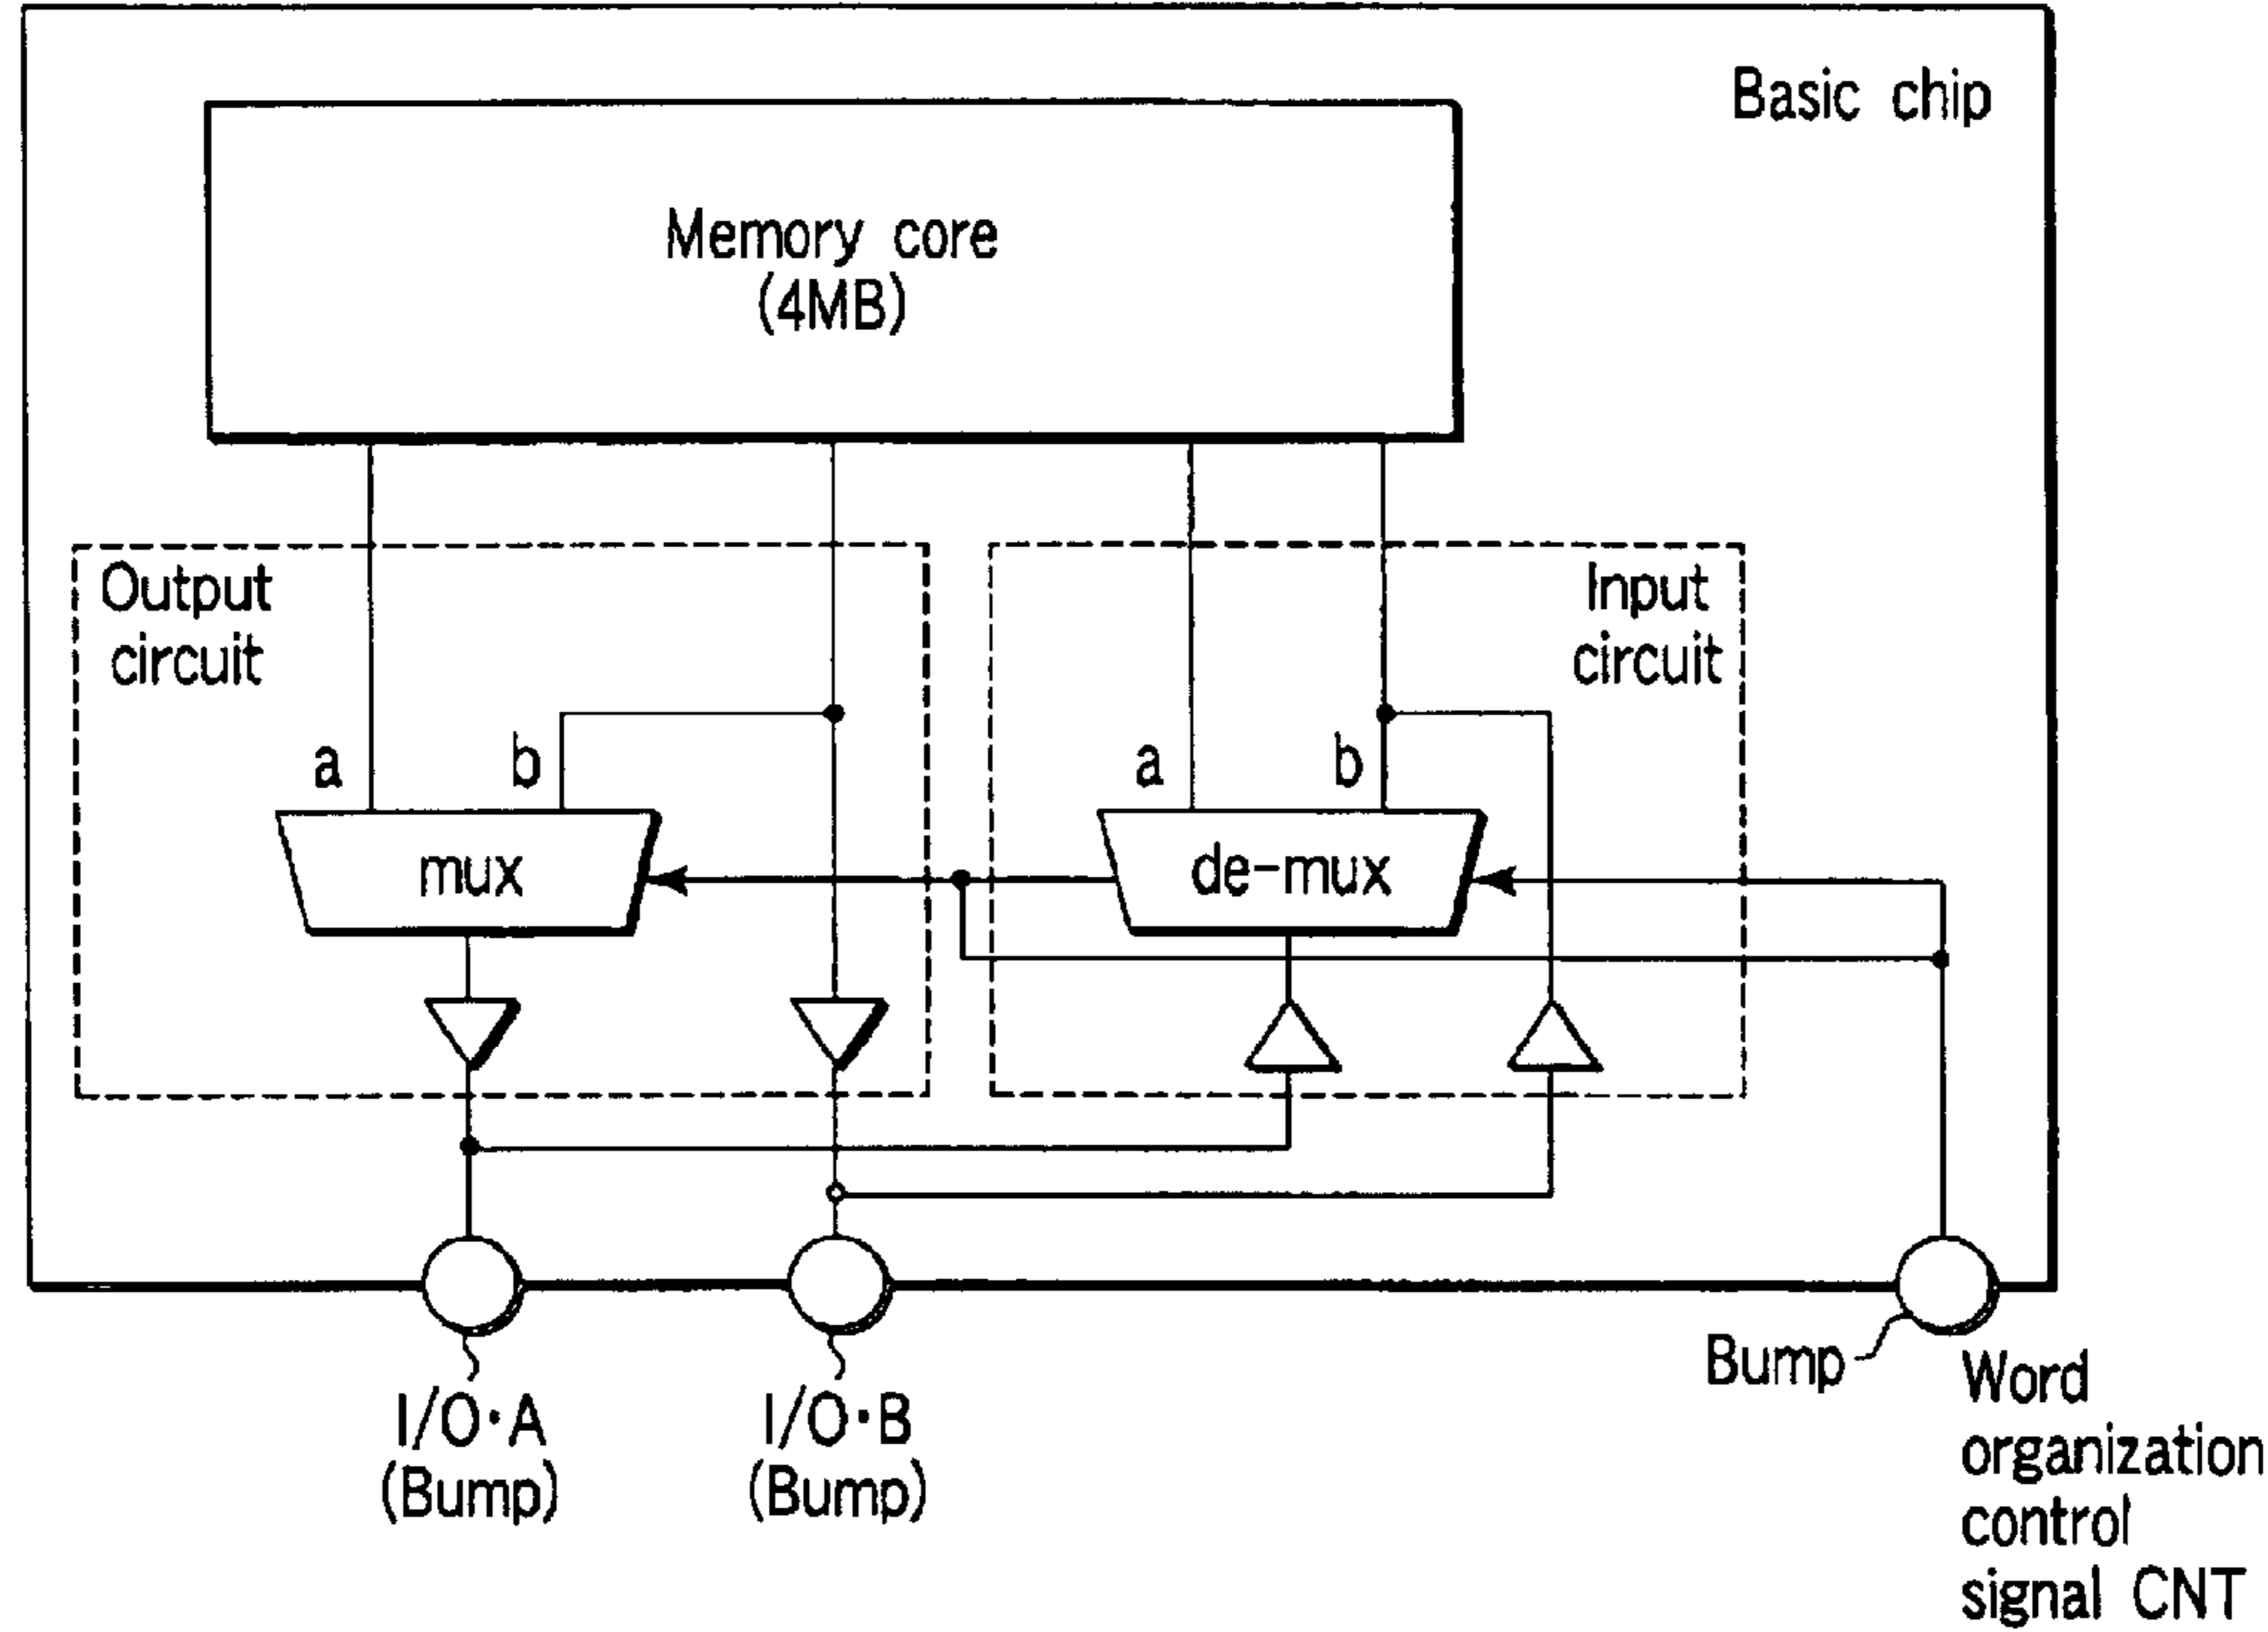 Basic chip
Memory core
(4MB)
Output
circuit
Input
circuit
a
b
a
b
mux
de-mux
I/O·A
(Bump)
I/O·B
(Bump)
Bump
Word
organization
control
signal CNT